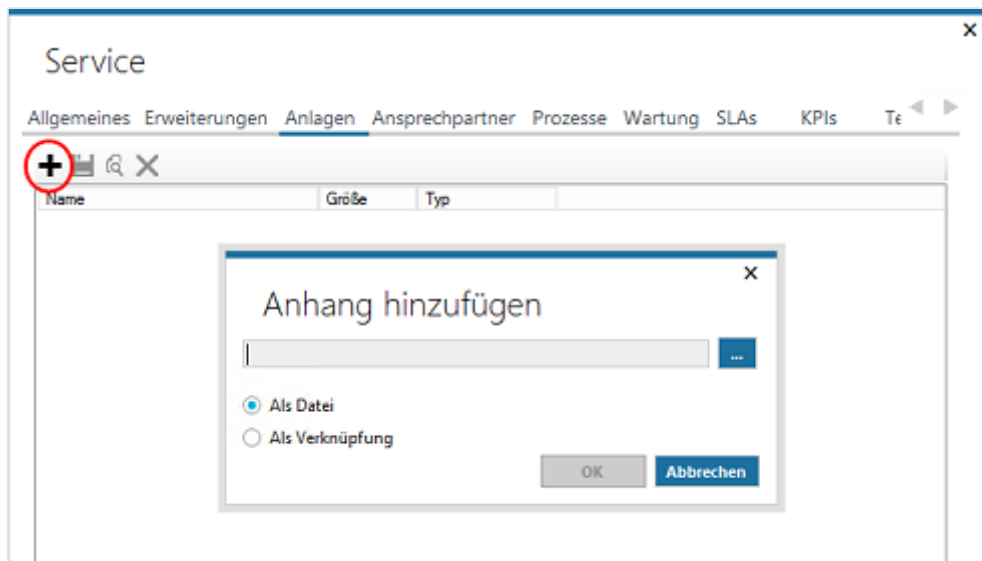 Service
Allgemeines Erweiterungen Anlagen Ansprechpartner Prozesse Wartung SLAs KPIs
Name Größe Typ
Anhang hinzufügen
...
Als Datei
Als Verknüpfung
OK Abbrechen